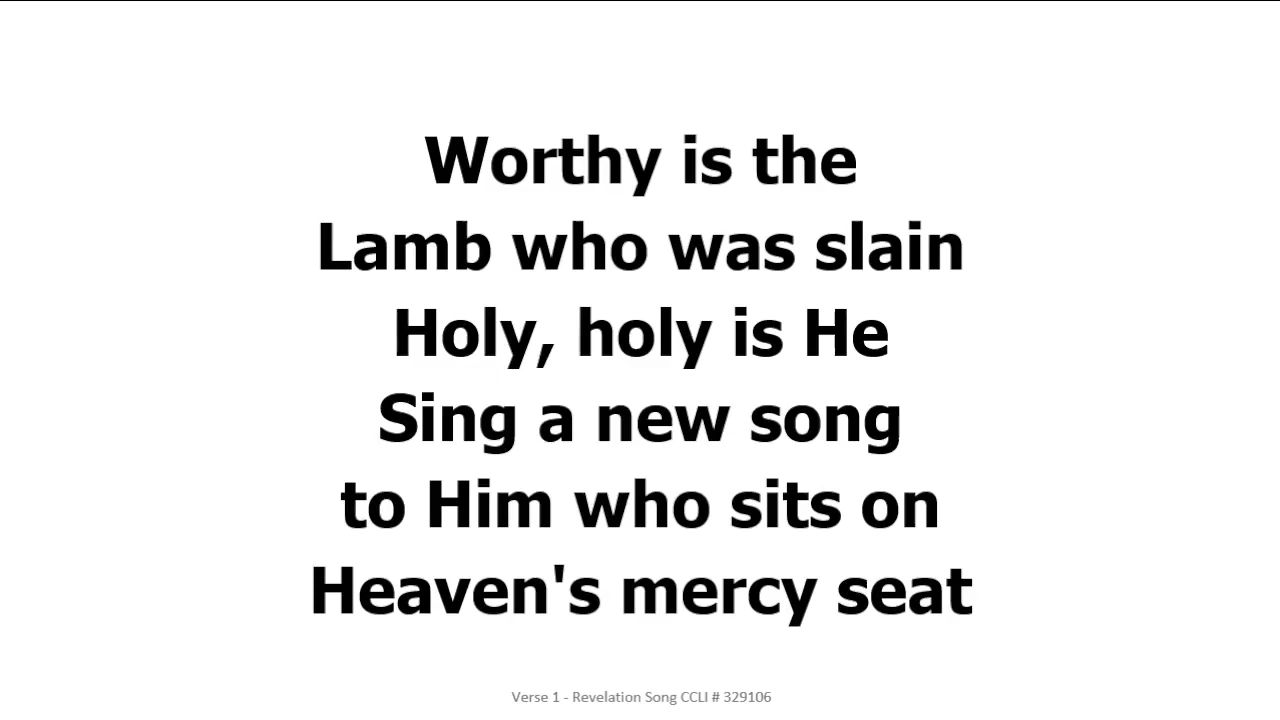 Worthy is the
Lamb who was slain
Holy, holy is He
Sing a new song
to Him who sits on
Heaven's mercy seat
Verse 1 - Revelation Song CCLI # 329106